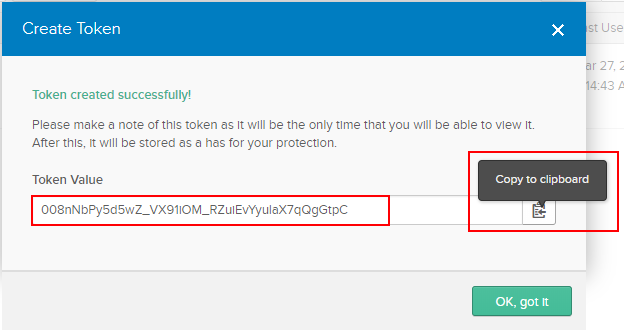 Create Token
ast Use
ar 27, 2
14:43 A
Token created successfully!
Please make a note of this token as it will be the only time that you will be able to view it.
After this, it will be stored as a has for your protection.
Token Value
Copy to clipboard
008nNbPy5d5wZ_VX91iOM_RZuiEvYyulaX7qQgGtpC
OK, got it